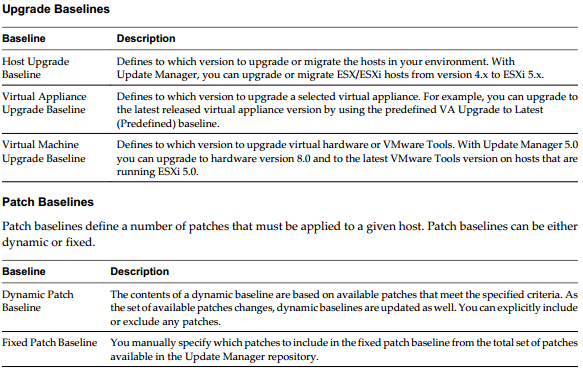 Upgrade Baselines
Baseline Description
Host Upgrade Defines to which version to upgrade or migrate the hosts in your environment. With
Baseline Update Manager, you can upgrade or migrate ESX/ESXi hosts from version 4.x to ESXi 5.x.
Virtual Appliance Defines to which version to upgrade a selected virtual appliance. For example, you can upgrade to
Upgrade Baseline the latest released virtual appliance version by using the predefined VA Upgrade to Latest
(Predefined) baseline.
Virtual Machine Defines to which version to upgrade virtual hardware or VMware Tools. With Update Manager 5.0
Upgrade Baseline you can upgrade to hardware version 8.0 and to the latest VMware Tools version on hosts that are
running ESXi 5.0.
Patch Baselines
Patch baselines define a number of patches that must be applied to a given host. Patch baselines can be either
dynamic or fixed.
Baseline Description
Dynamic Patch The contents of a dynamic baseline are based on available patches that meet the specified criteria. As
Baseline the set of available patches changes, dynamic baselines are updated as well. You can explicitly include
or exclude any patches.
Fixed Patch Baseline You manually specify which patches to include in the fixed patch baseline from the total set of patches
available in the Update Manager repository.